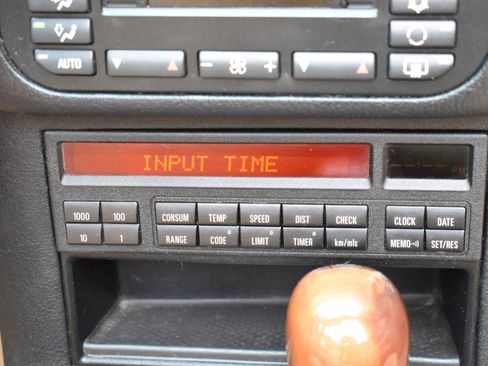 AUTO
- +
INPUT TIME
PM
1000 100 CONSUM TEMP SPEED DIST CHECK CLOCK DATE
10 1 RANGE CODE LIMIT TIMER km/mls MEMO SET/RES